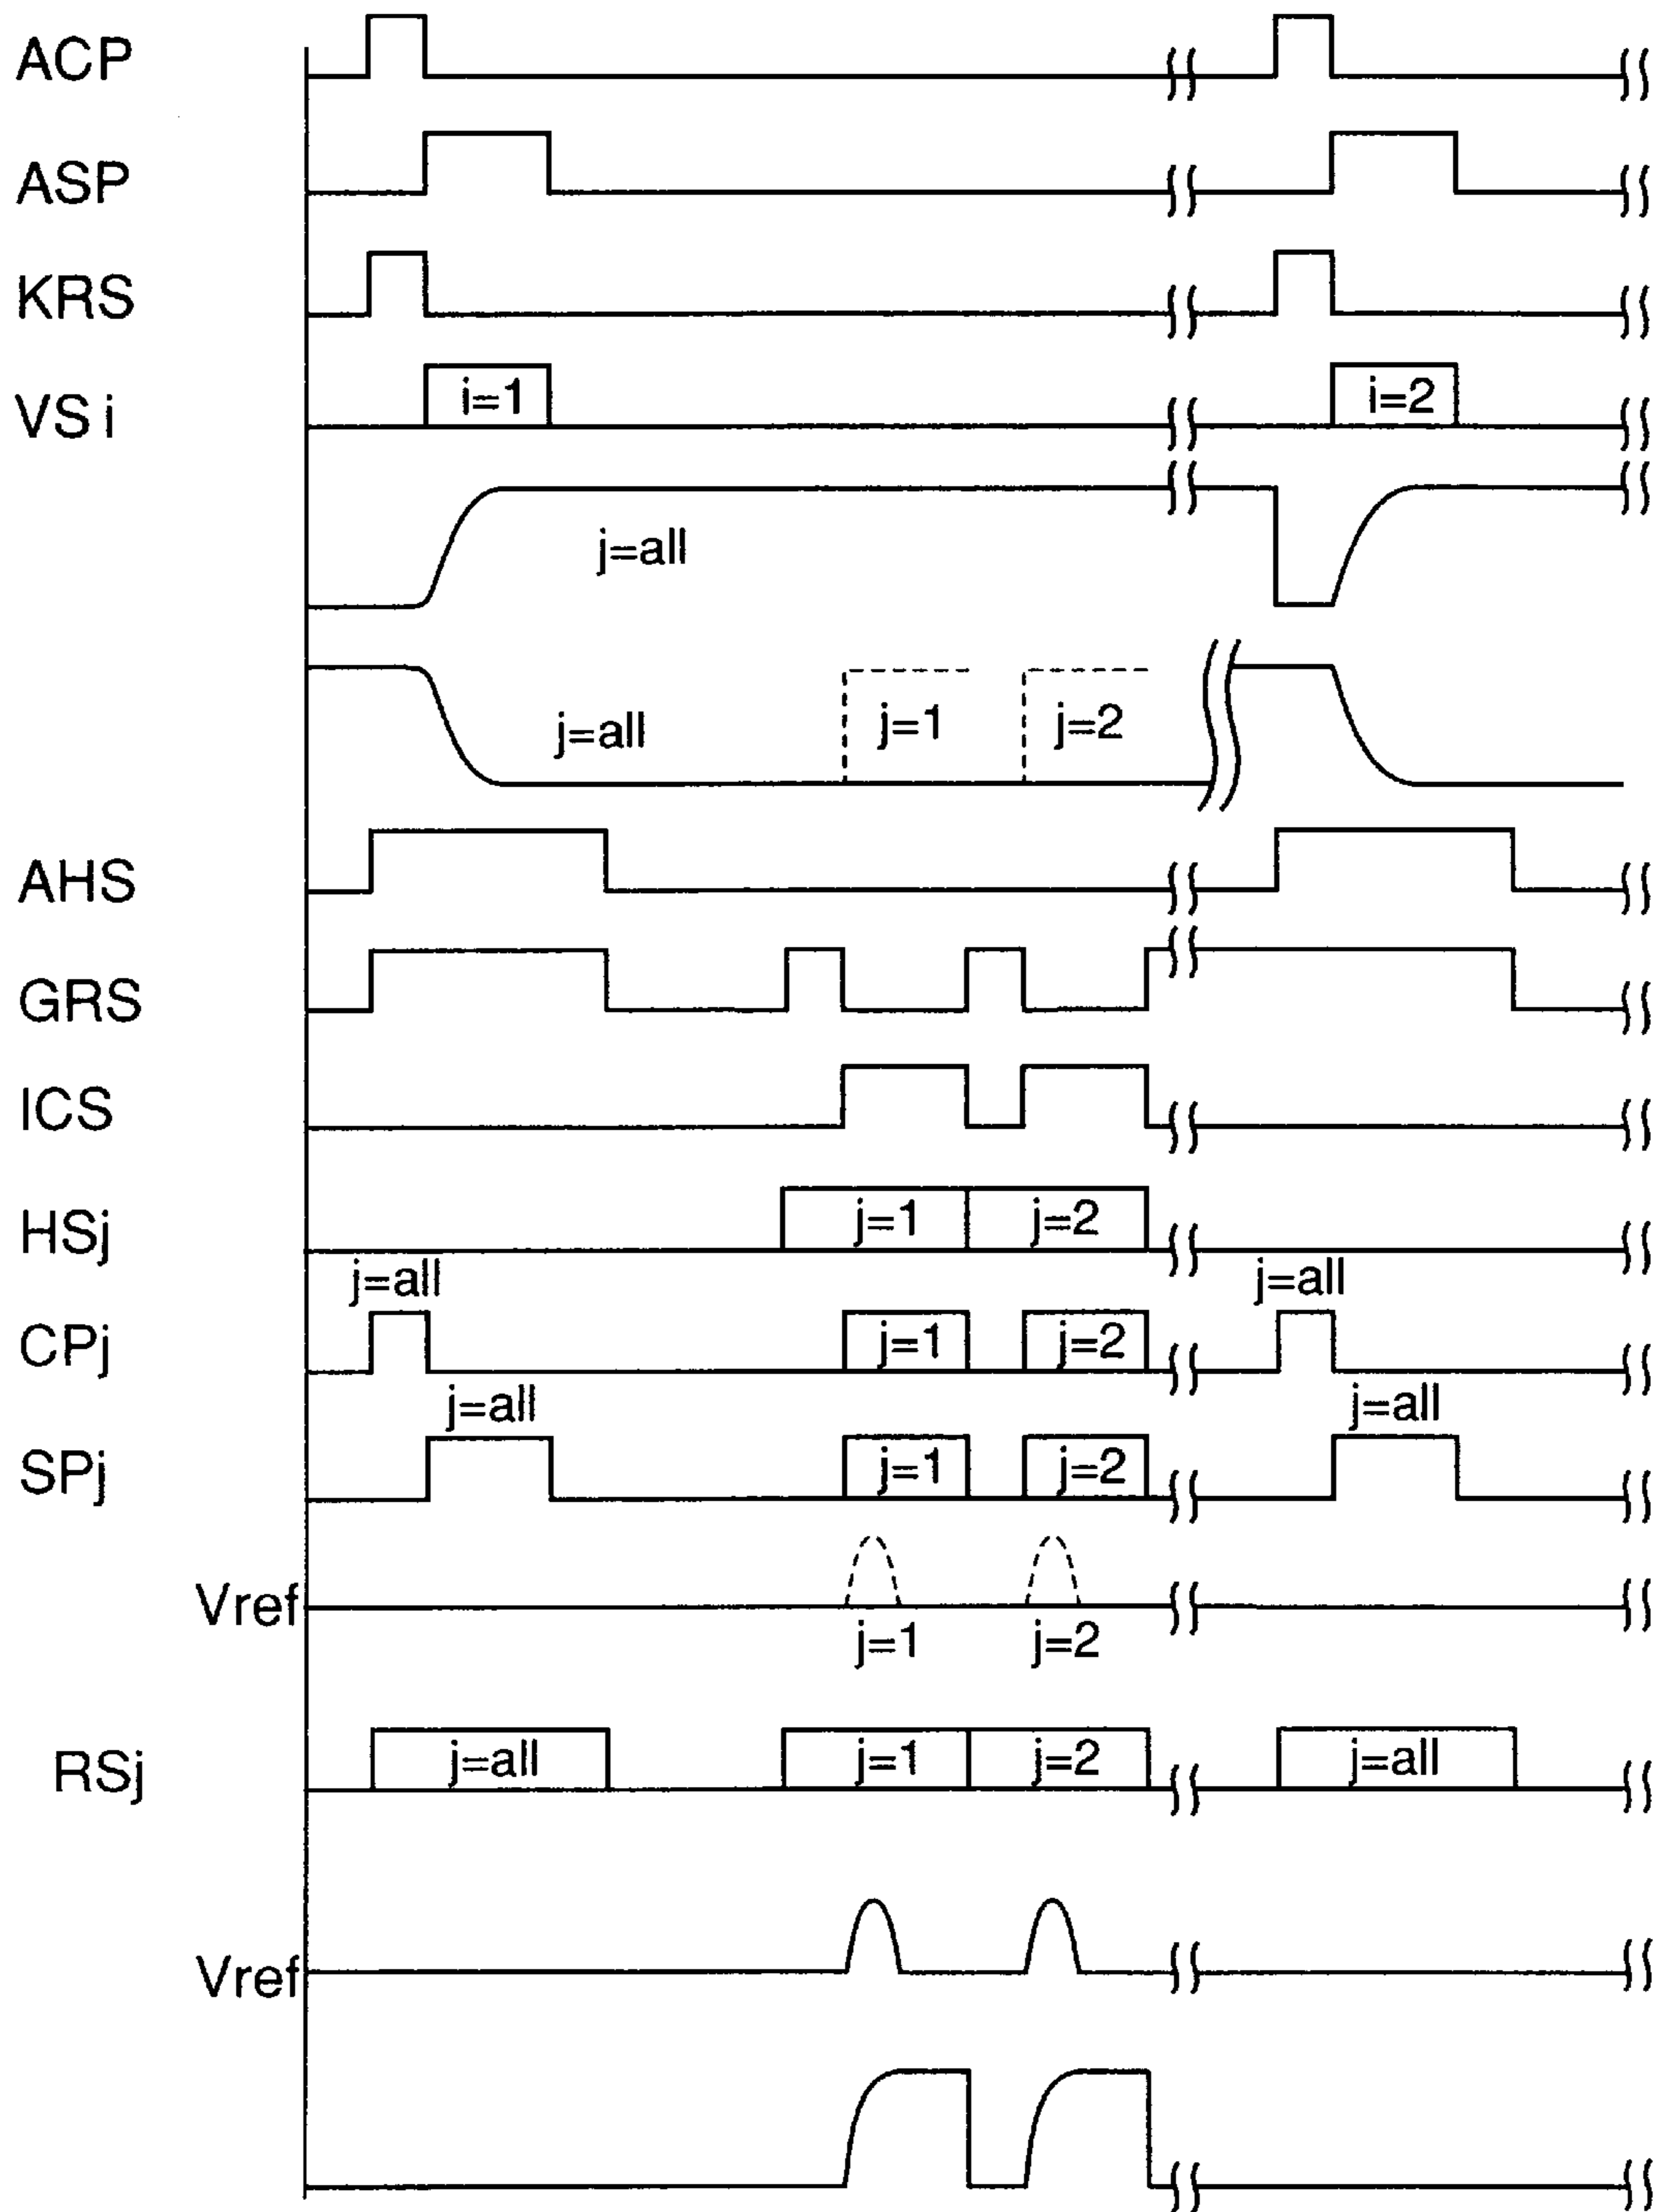 ACP
ASP
KRS
VSi i=1 i=2
j=all
j=all j=1 j=2
AHS
GRS
ICS
HSj j=1 j=2
j=all j=all
CPj j=1 j=2
j=all j=all
SPj j=1 j=2
Vref
j=1 j=2
RSj j=all j=1 j=2 j=all
Vref